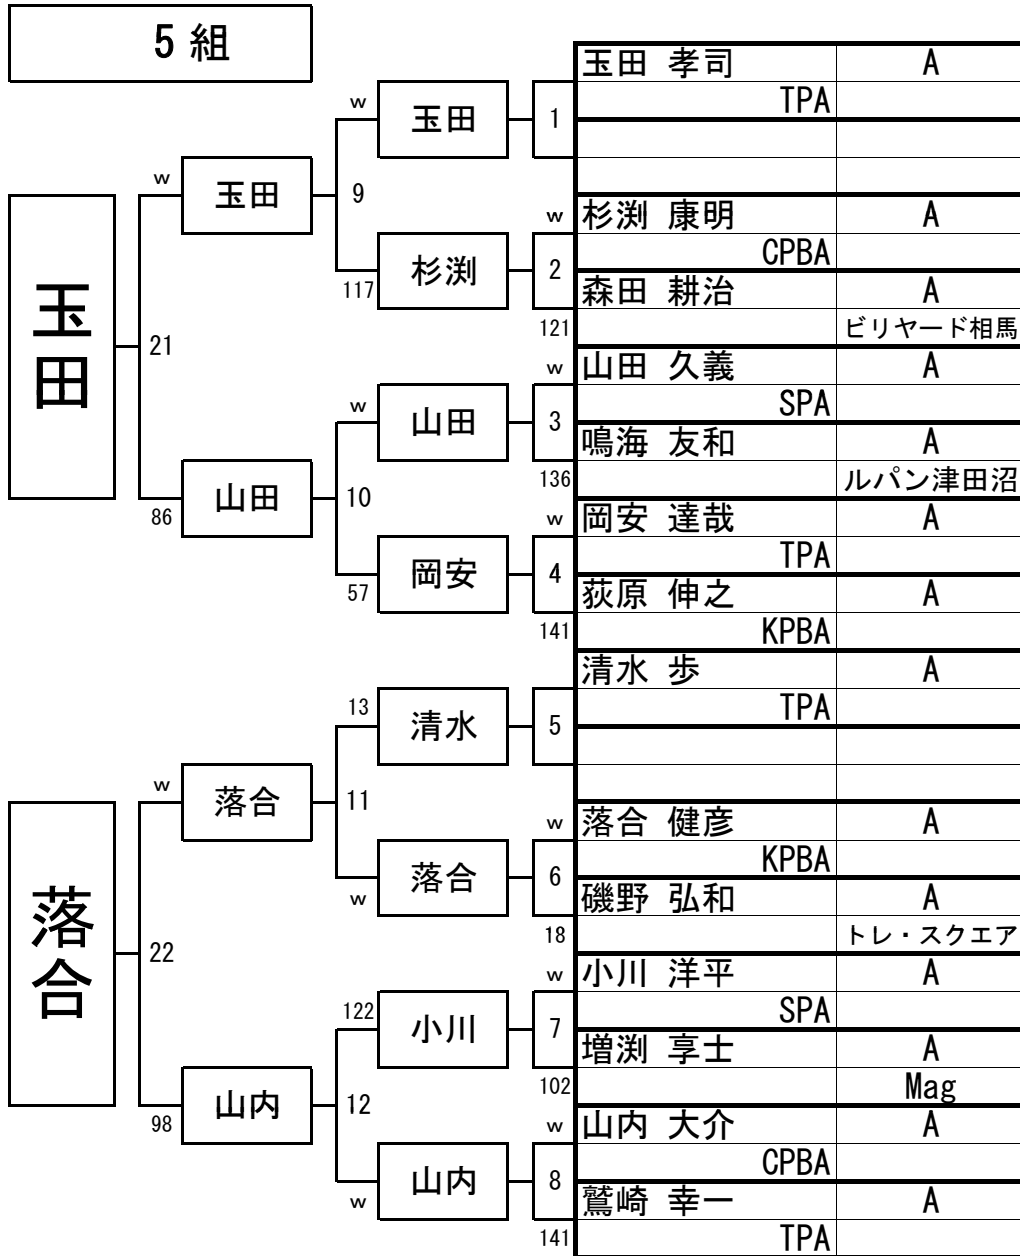 5組
玉田 孝司 A
TPA
w 玉田 1
w 玉田 9
w 杉渕 康明 A
CPBA
杉渕 2
117
森田 耕治 A
121 ビリヤード相馬
玉田 21
w 山田 久義 A
SPA
w 山田 3
鳴海 友和 A
136 ルパン津田沼
山田 10
86
w 岡安 達哉 A
TPA
岡安 4
57
荻原 伸之 A
141 KPBA
清水 歩 A
TPA
13 清水 5
w 落合 11
w 落合 健彦 A
KPBA
落合 6
w
磯野 弘和 A
18 トレ・スクエア
落合 22
w 小川 洋平 A
SPA
122 小川 7
増渕 享士 A
102 Mag
山内 12
98
w 山内 大介 A
CPBA
山内 8
w
鷲崎 幸一 A
141 TPA